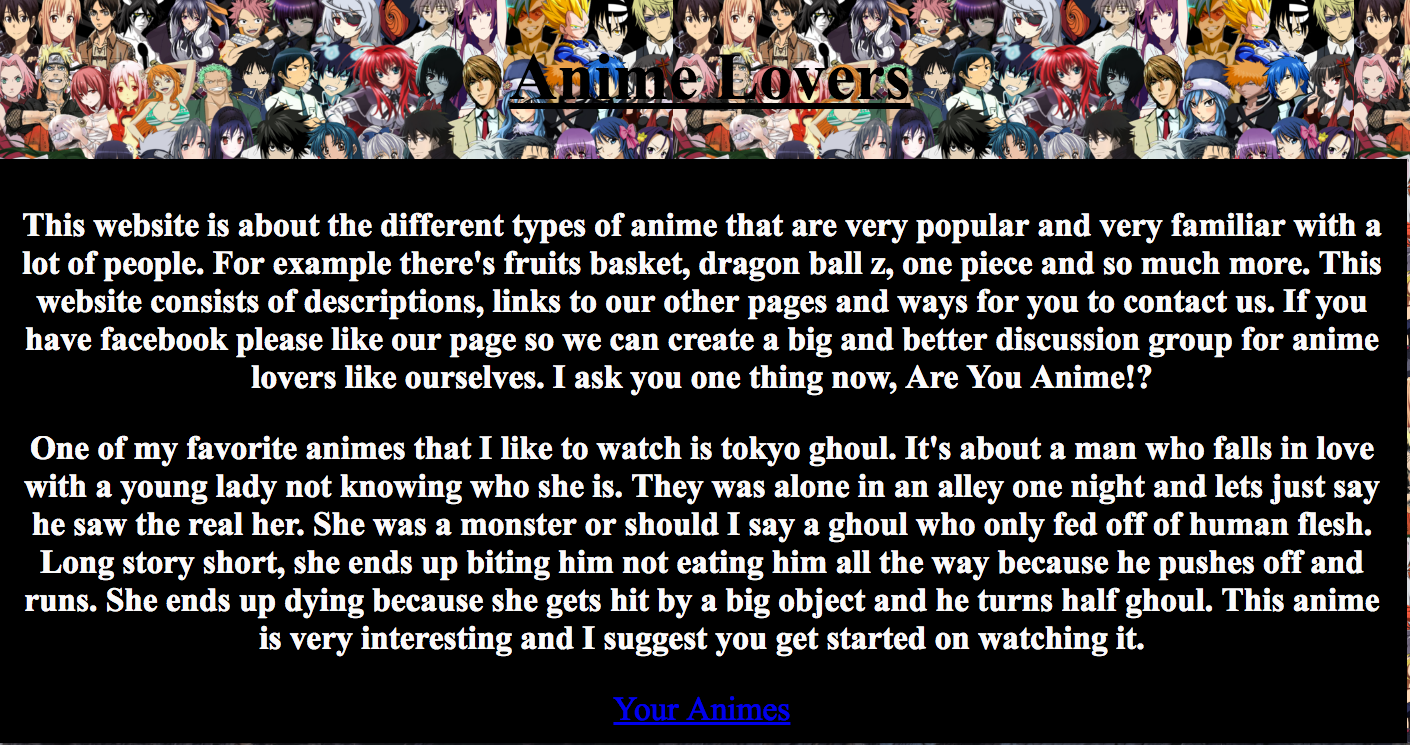 Anime Lovers
This website is about the different types of anime that are very popular and very familiar with a
lot of people. For example there's fruits basket, dragon ball z, one piece and so much more. This
website consists of descriptions, links to our other pages and ways for you to contact us. If you
have facebook please like our page so we can create a big and better discussion group for anime
lovers like ourselves. I ask you one thing now, Are You Anime!?
One of my favorite animes that I like to watch is tokyo ghoul. It's about a man who falls in love
with a young lady not knowing who she is. They was alone in an alley one night and lets just say
he saw the real her. She was a monster or should I say a ghoul who only fed off of human flesh.
Long story short, she ends up biting him not eating him all the way because he pushes off and
runs. She ends up dying because she gets hit by a big object and he turns half ghoul. This anime
is very interesting and I suggest you get started on watching it.
Your Animes